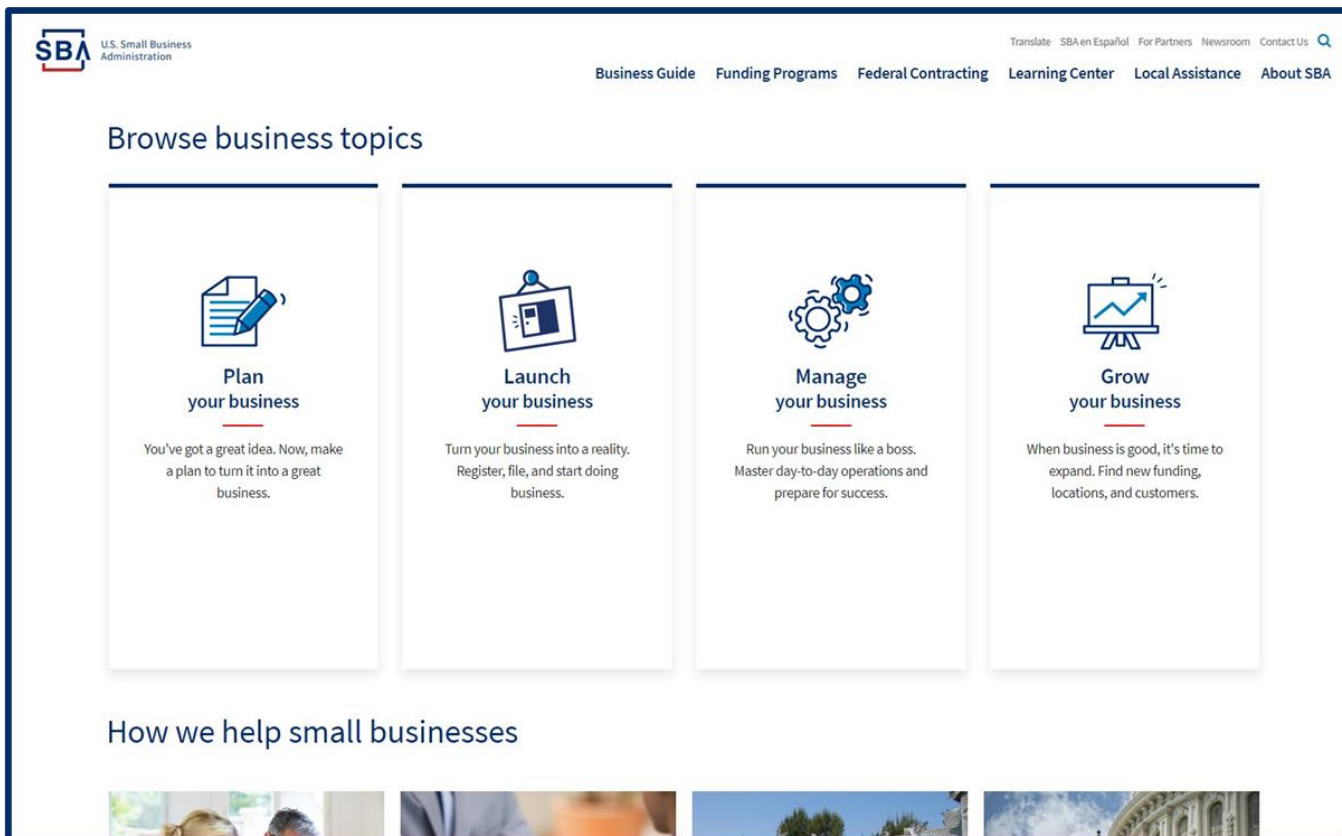 SBA
U.S. Small Business
Administration
Translate SBA en Español For Partners Newsroom Contact Us
Business Guide Funding Programs Federal Contracting Learning Center Local Assistance About SBA
Browse business topics
Plan
your business
You've got a great idea. Now, make
a plan to turn it into a great
business.
Launch
your business
Turn your business into a reality.
Register, file, and start doing
business.
Manage
your business
Run your business like a boss.
Master day-to-day operations and
prepare for success.
Grow
your business
When business is good, it's time to
expand. Find new funding,
locations, and customers.
How we help small businesses